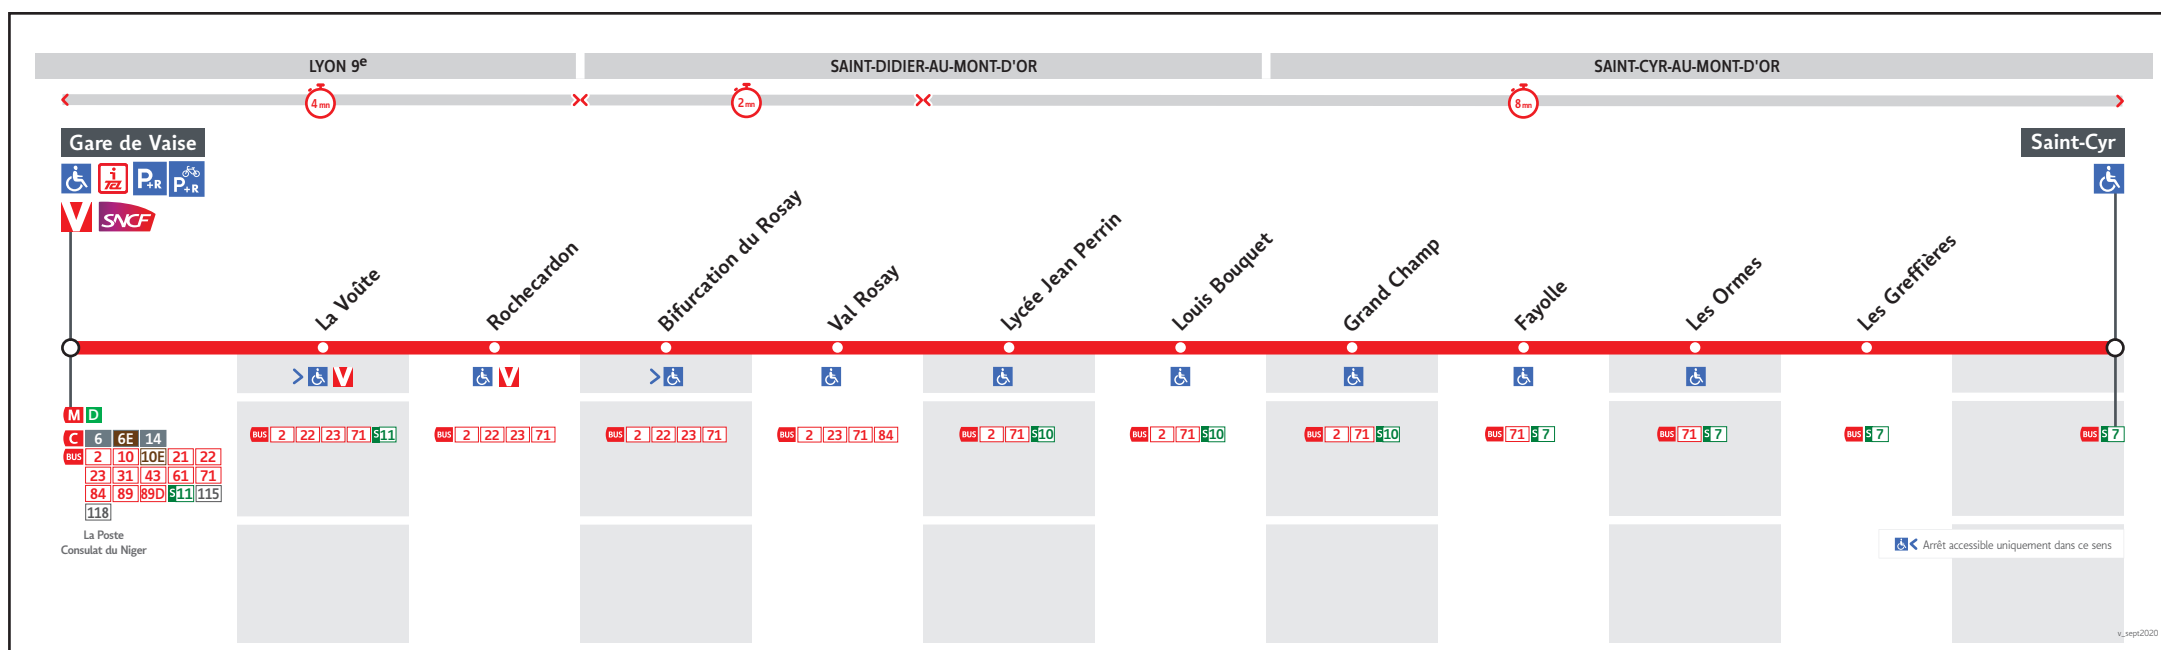 LYON 9e
SAINT-DIDIER-AU-MONT-D'OR
SAINT-CYR-AU-MONT-D'OR
4 mn
2 mn
8 mn
Gare de Vaise
Saint-Cyr
i TCL
P+R
P+R
V
SNCF
La Voûte
Rochecardon
Bifurcation du Rosay
Val Rosay
Lycée Jean Perrin
Louis Bouquet
Grand Champ
Fayolle
Les Ormes
Les Greffières
> V
V
>
M D
C 6 6E 14
BUS 2 10 10E 21 22
23 31 43 61 71
84 89 89D S11 115
118
La Poste
Consulat du Niger
BUS 2 22 23 71 S11
BUS 2 22 23 71
BUS 2 22 23 71
BUS 2 23 71 84
BUS 2 71 S10
BUS 2 71 S10
BUS 2 71 S10
BUS 71 S7
BUS 71 S7
BUS S7
BUS S7
< Arrêt accessible uniquement dans ce sens
v_sept2020